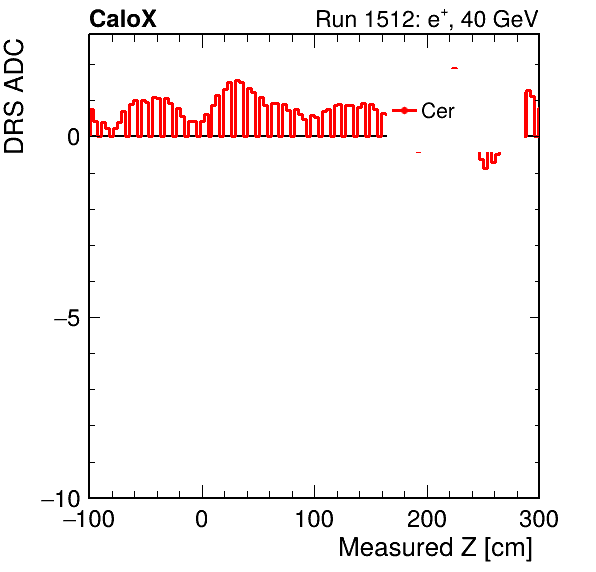 CaloX Run 1512: e⁺, 40 GeV
DRS ADC
Cer
0
−5
−10
−100 0 100 200 300
Measured Z [cm]